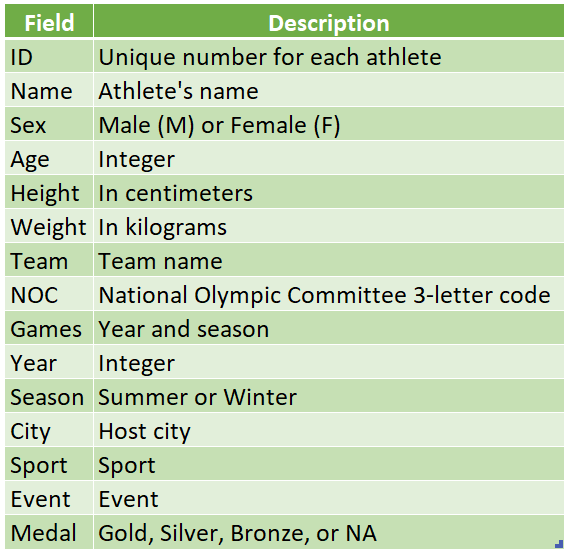 Field Description
ID Unique number for each athlete
Name Athlete's name
Sex Male (M) or Female (F)
Age Integer
Height In centimeters
Weight In kilograms
Team Team name
NOC National Olympic Committee 3-letter code
Games Year and season
Year Integer
Season Summer or Winter
City Host city
Sport Sport
Event Event
Medal Gold, Silver, Bronze, or NA